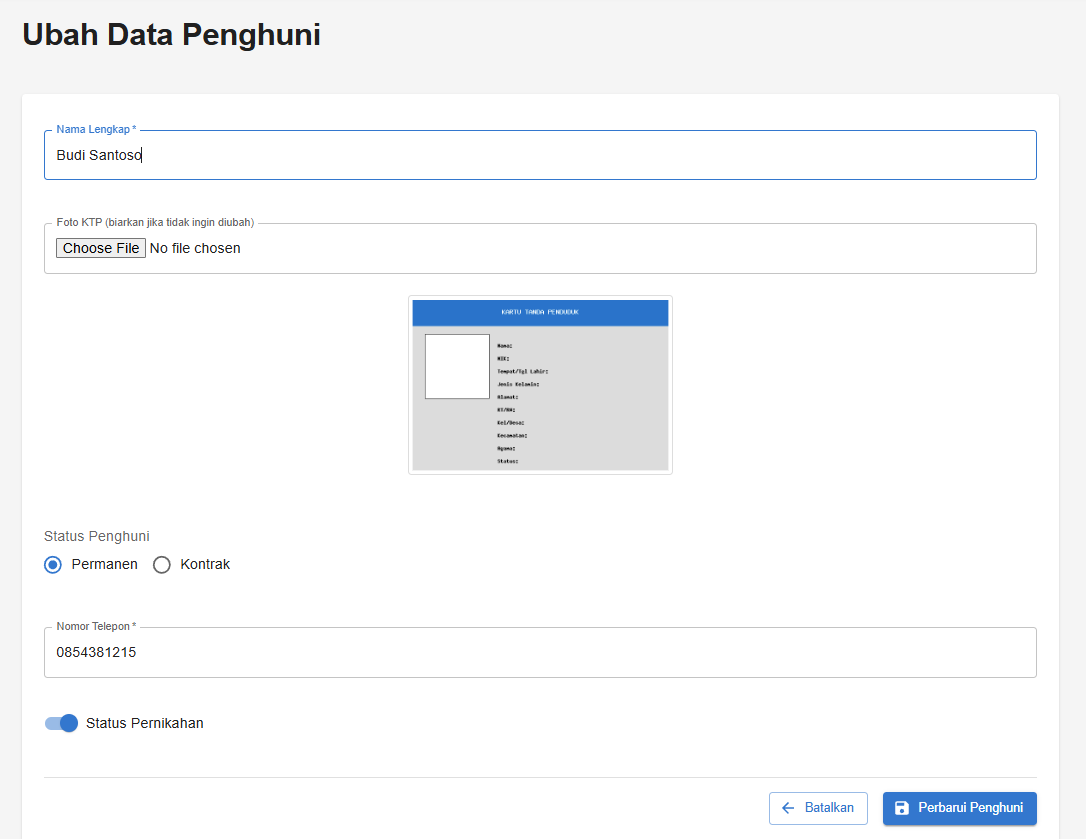 Ubah Data Penghuni
Nama Lengkap *
Budi Santoso
Foto KTP (biarkan jika tidak ingin diubah)
Choose File No file chosen
KARTU TANDA PENDUDUK
Nama:
NIK:
Tempat/Tgl Lahir:
Jenis Kelamin:
Alamat:
RT/RW:
Kel/Desa:
Kecamatan:
Agama:
Status:
Status Penghuni
Permanen Kontrak
Nomor Telepon *
0854381215
Status Pernikahan
Batalkan Perbarui Penghuni